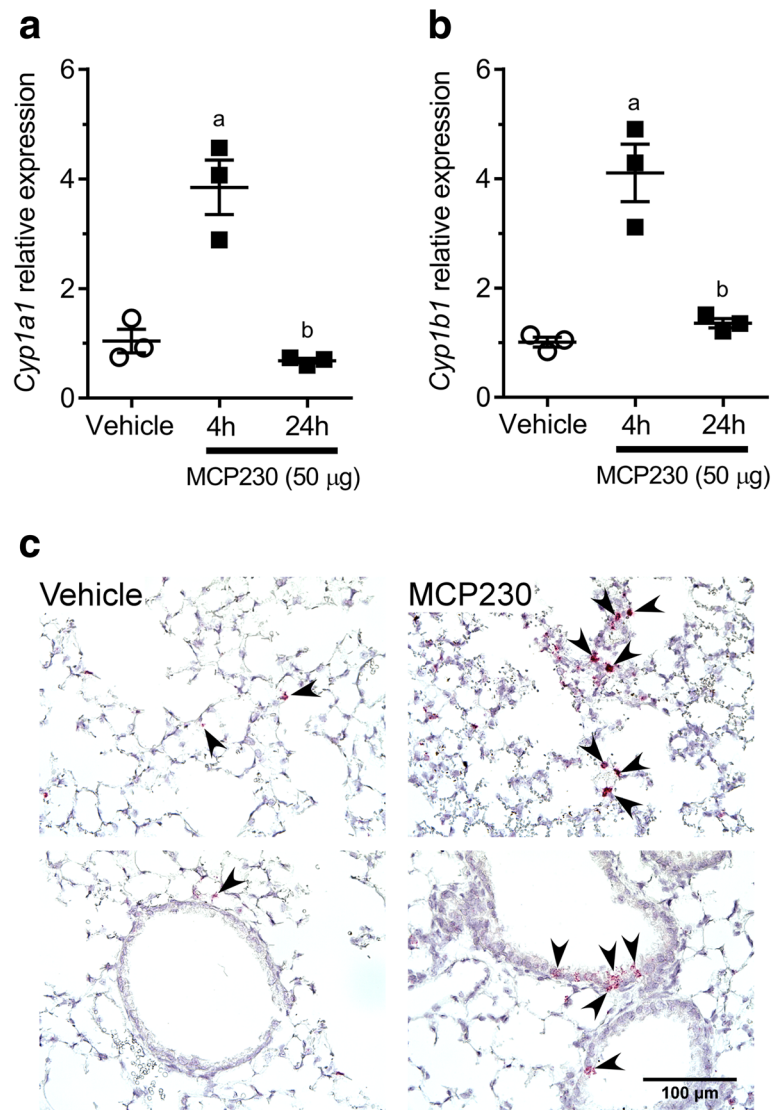 a
Cyp1a1 relative expression
6
4
2
0
a
b
Vehicle
4h
24h
MCP230 (50 μg)
b
Cyp1b1 relative expression
6
4
2
0
a
b
Vehicle
4h
24h
MCP230 (50 μg)
c
Vehicle
MCP230
100 μm